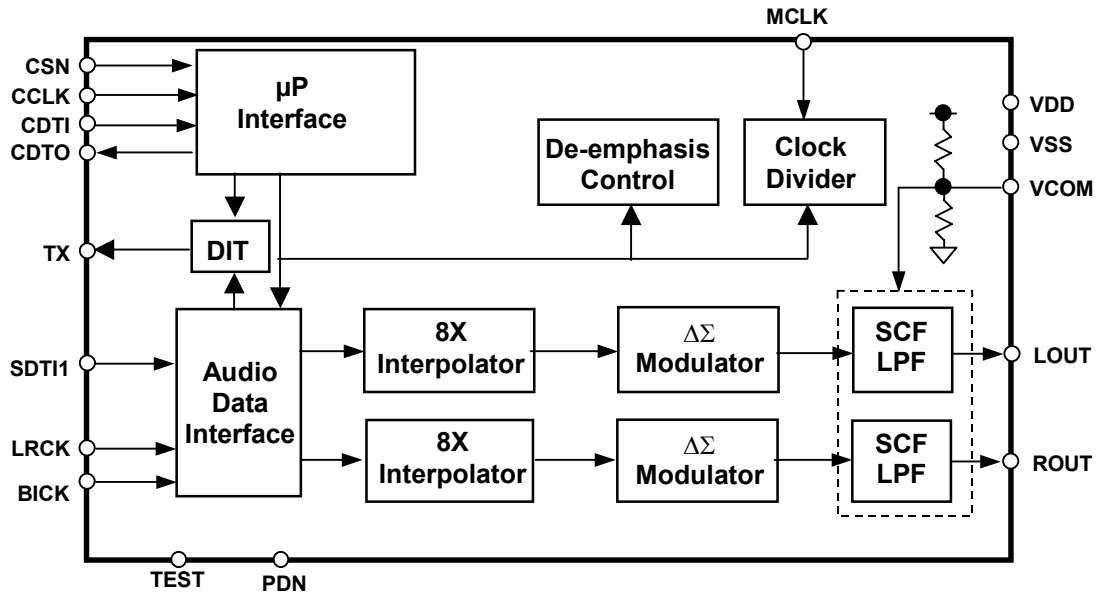 MCLK
CSN
CCLK
CDTI
CDTO
µP
Interface
De-emphasis
Control
Clock
Divider
VDD
VSS
VCOM
TX
DIT
SDTI1
LRCK
BICK
Audio
Data
Interface
8X
Interpolator
ΔΣ
Modulator
SCF
LPF
LOUT
8X
Interpolator
ΔΣ
Modulator
SCF
LPF
ROUT
TEST
PDN